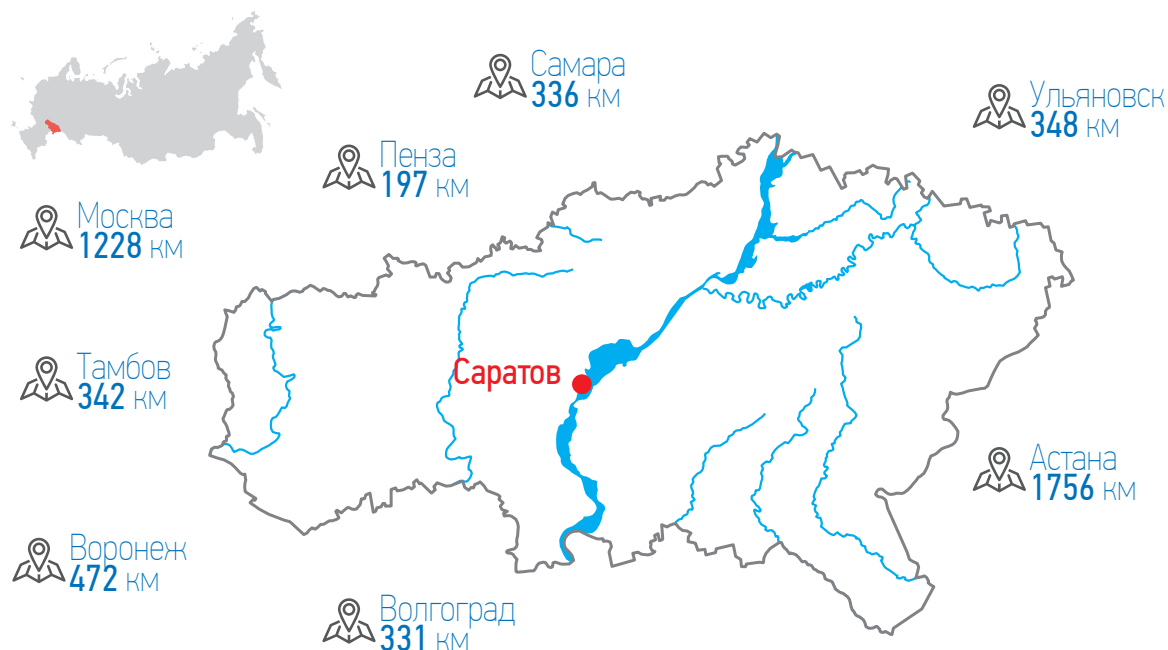 Самара
336 км
Ульяновск
348 км
Пенза
197 км
Москва
1228 км
Тамбов
342 км
Саратов
Астана
1756 км
Воронеж
472 км
Волгоград
331 км